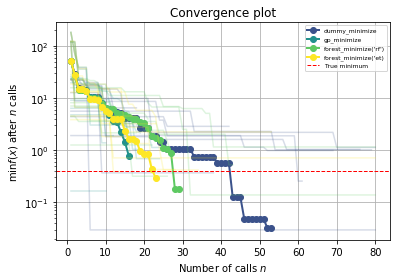 Convergence plot
min f(x) after n calls
10²
10¹
10⁰
10⁻¹
dummy_minimize
gp_minimize
forest_minimize('rf')
forest_minimize('et)
True minimum
0 10 20 30 40 50 60 70 80
Number of calls n